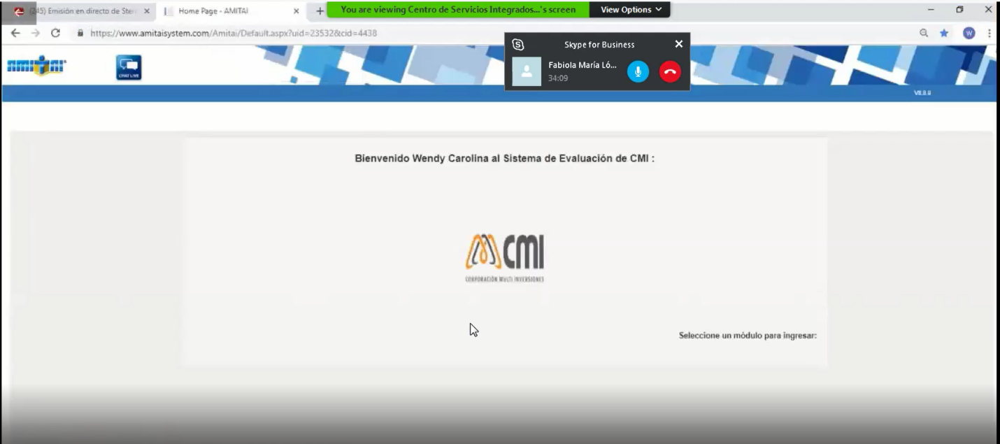 (245) Emisión en directo de Ster
Home Page - AMITAI
You are viewing Centro de Servicios Integrados...'s screen
View Options
https://www.amitaisystem.com/Amitai/Default.aspx?uid=23532&cid=4438
W
AMITAI
CHAT LIVE
Skype for Business
Fabiola María Ló...
34:09
V8.8.9
Bienvenido Wendy Carolina al Sistema de Evaluación de CMI :
CMI
CORPORACIÓN MULTI INVERSIONES
Seleccione un módulo para ingresar: